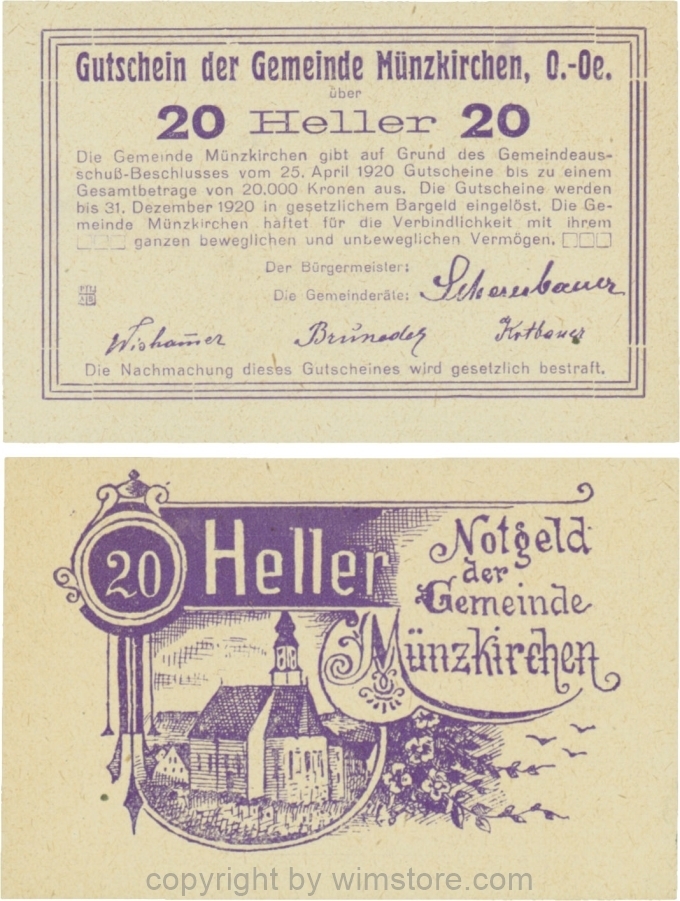 Gutschein der Gemeinde Münzkirchen, O.-Oe.
über
20 Heller 20
Die Gemeinde Münzkirchen gibt auf Grund des Gemeindeaus-
schuß-Beschlusses vom 25. April 1920 Gutscheine bis zu einem
Gesamtbetrage von 20.000 Kronen aus. Die Gutscheine werden
bis 31. Dezember 1920 in gesetzlichem Bargeld eingelöst. Die Ge-
meinde Münzkirchen haftet für die Verbindlichkeit mit ihrem
ganzen beweglichen und unbeweglichen Vermögen.
Der Bürgermeister:
Die Gemeinderäte:
Die Nachmachung dieses Gutscheines wird gesetzlich bestraft.
20 Heller
Notgeld
der
Gemeinde
Münzkirchen
copyright by wimstore.com